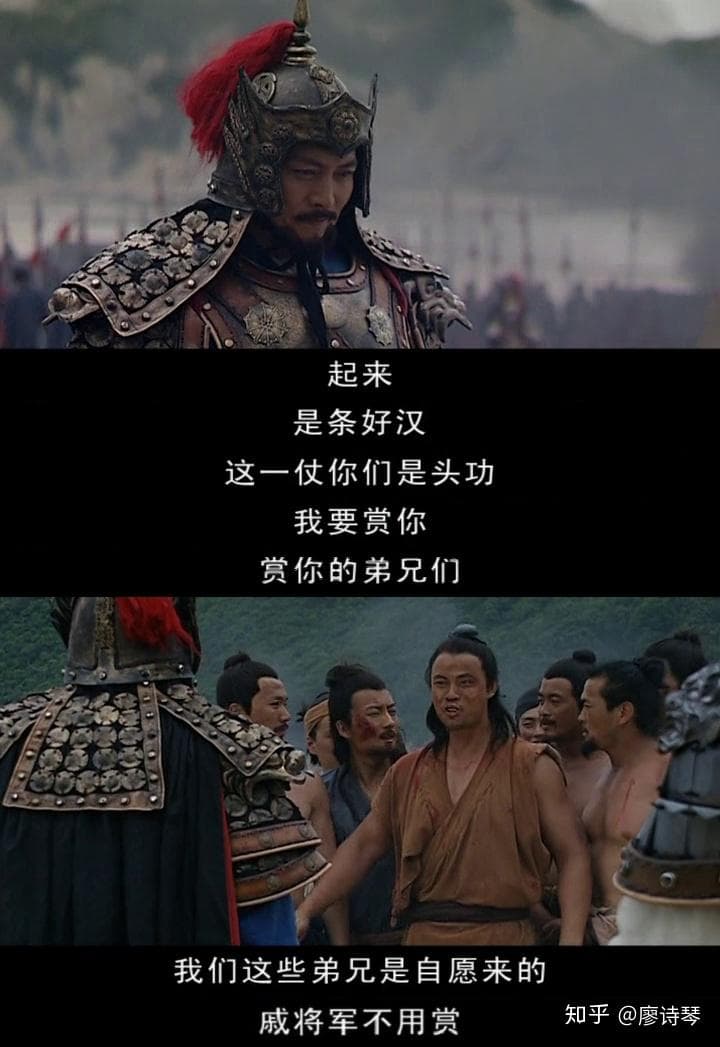 起来
是条好汉
这一仗你们是头功
我要赏你
赏你的弟兄们
我们这些弟兄是自愿来的
戚将军不用赏
知乎 @廖诗琴